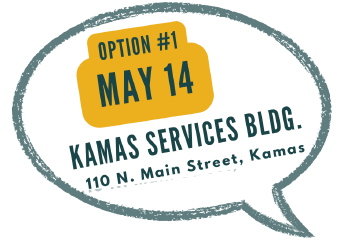 OPTION #1
MAY 14
KAMAS SERVICES BLDG.
110 N. Main Street, Kamas